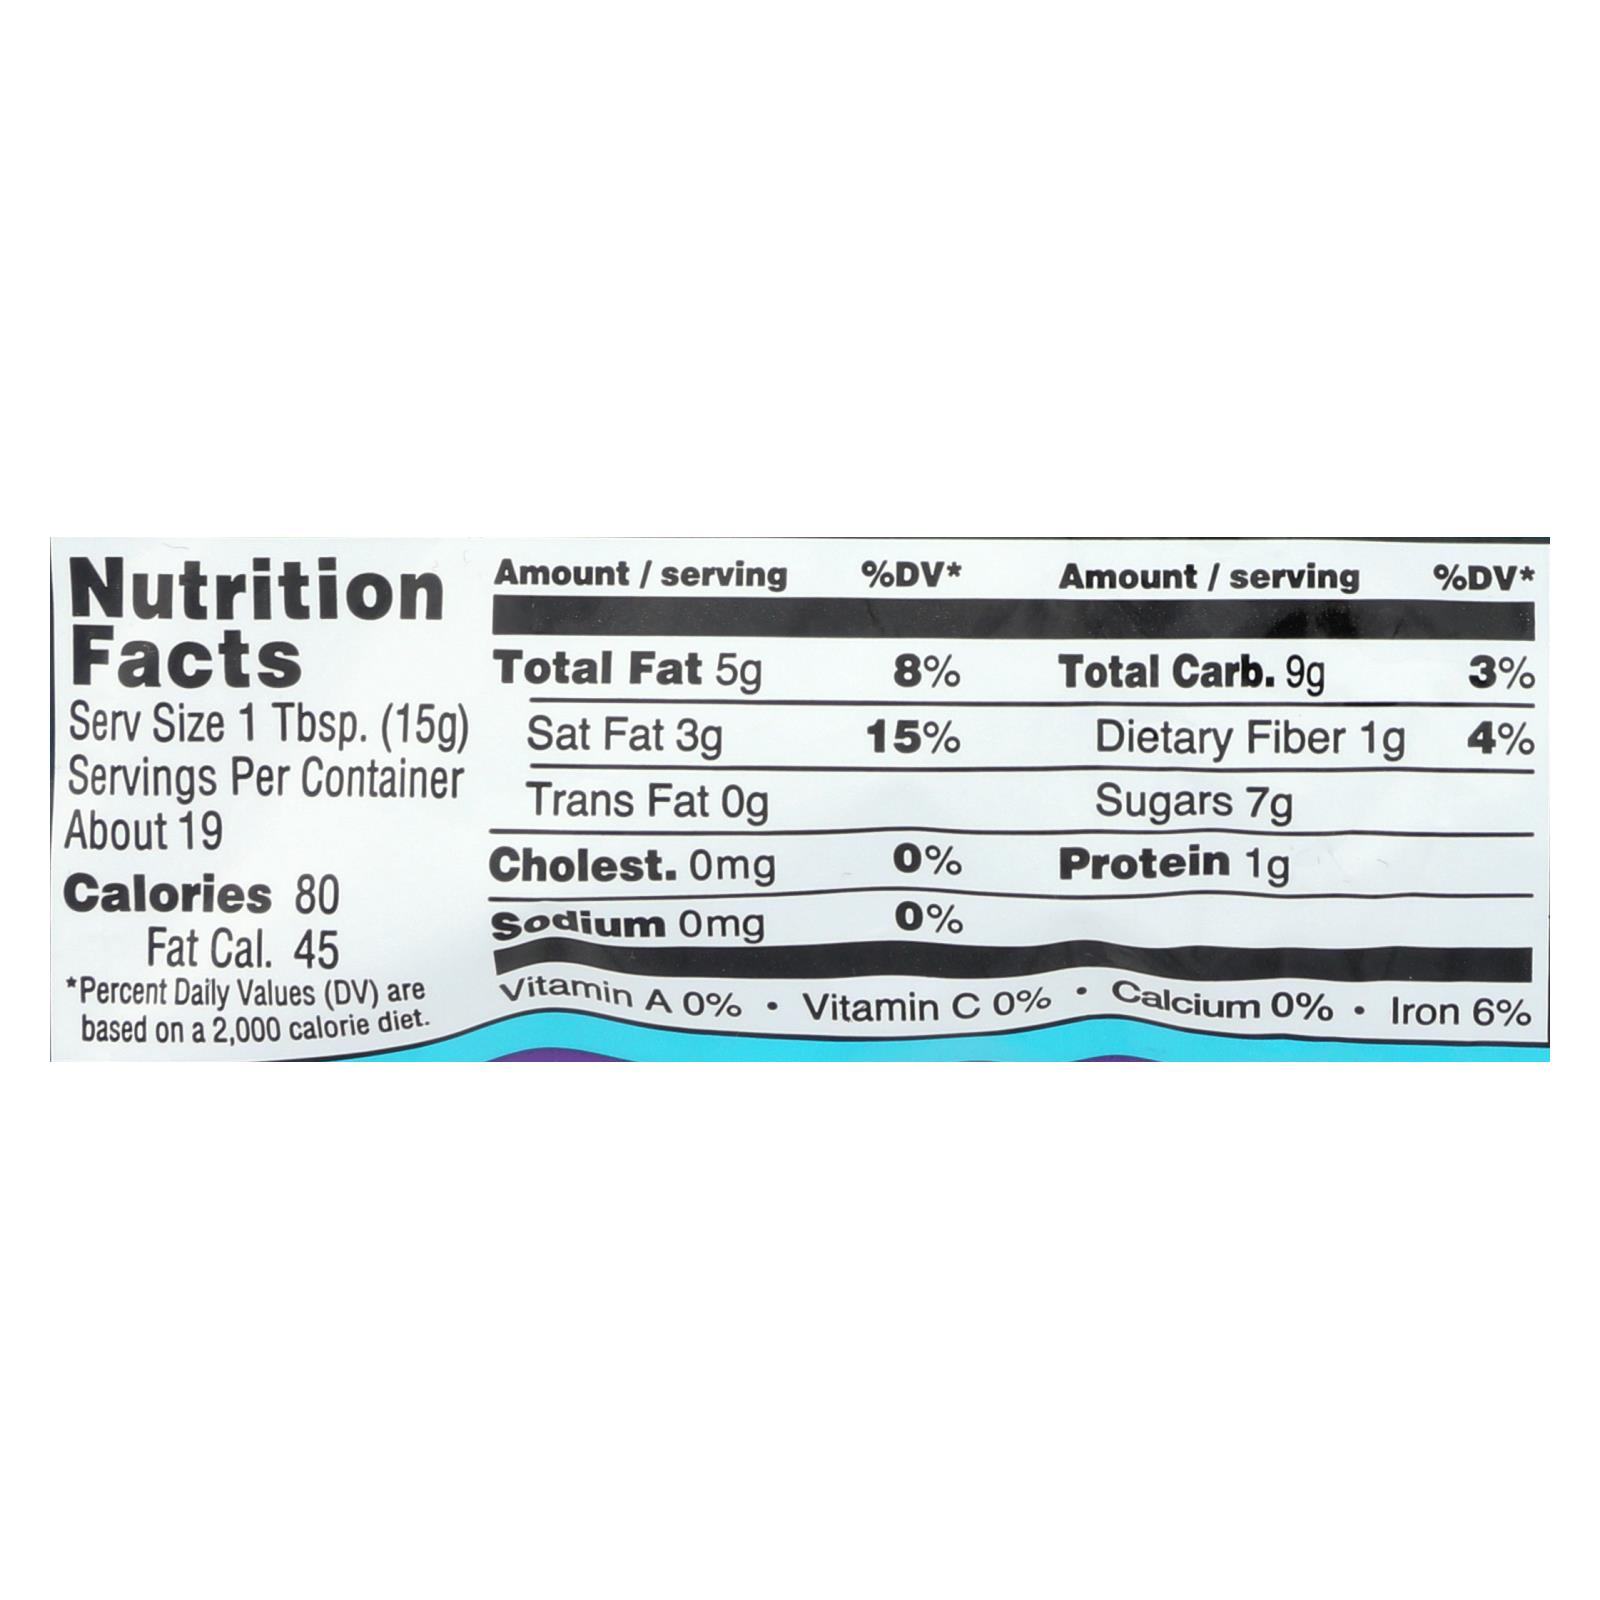 Nutrition
Facts
Serv Size 1 Tbsp. (15g)
Servings Per Container
About 19
Calories 80
Fat Cal. 45
*Percent Daily Values (DV) are
based on a 2,000 calorie diet.
Amount / serving %DV* Amount / serving %DV*
Total Fat 5g 8% Total Carb. 9g 3%
Sat Fat 3g 15% Dietary Fiber 1g 4%
Trans Fat 0g Sugars 7g
Cholest. 0mg 0% Protein 1g
Sodium 0mg 0%
Vitamin A 0% • Vitamin C 0% • Calcium 0% • Iron 6%